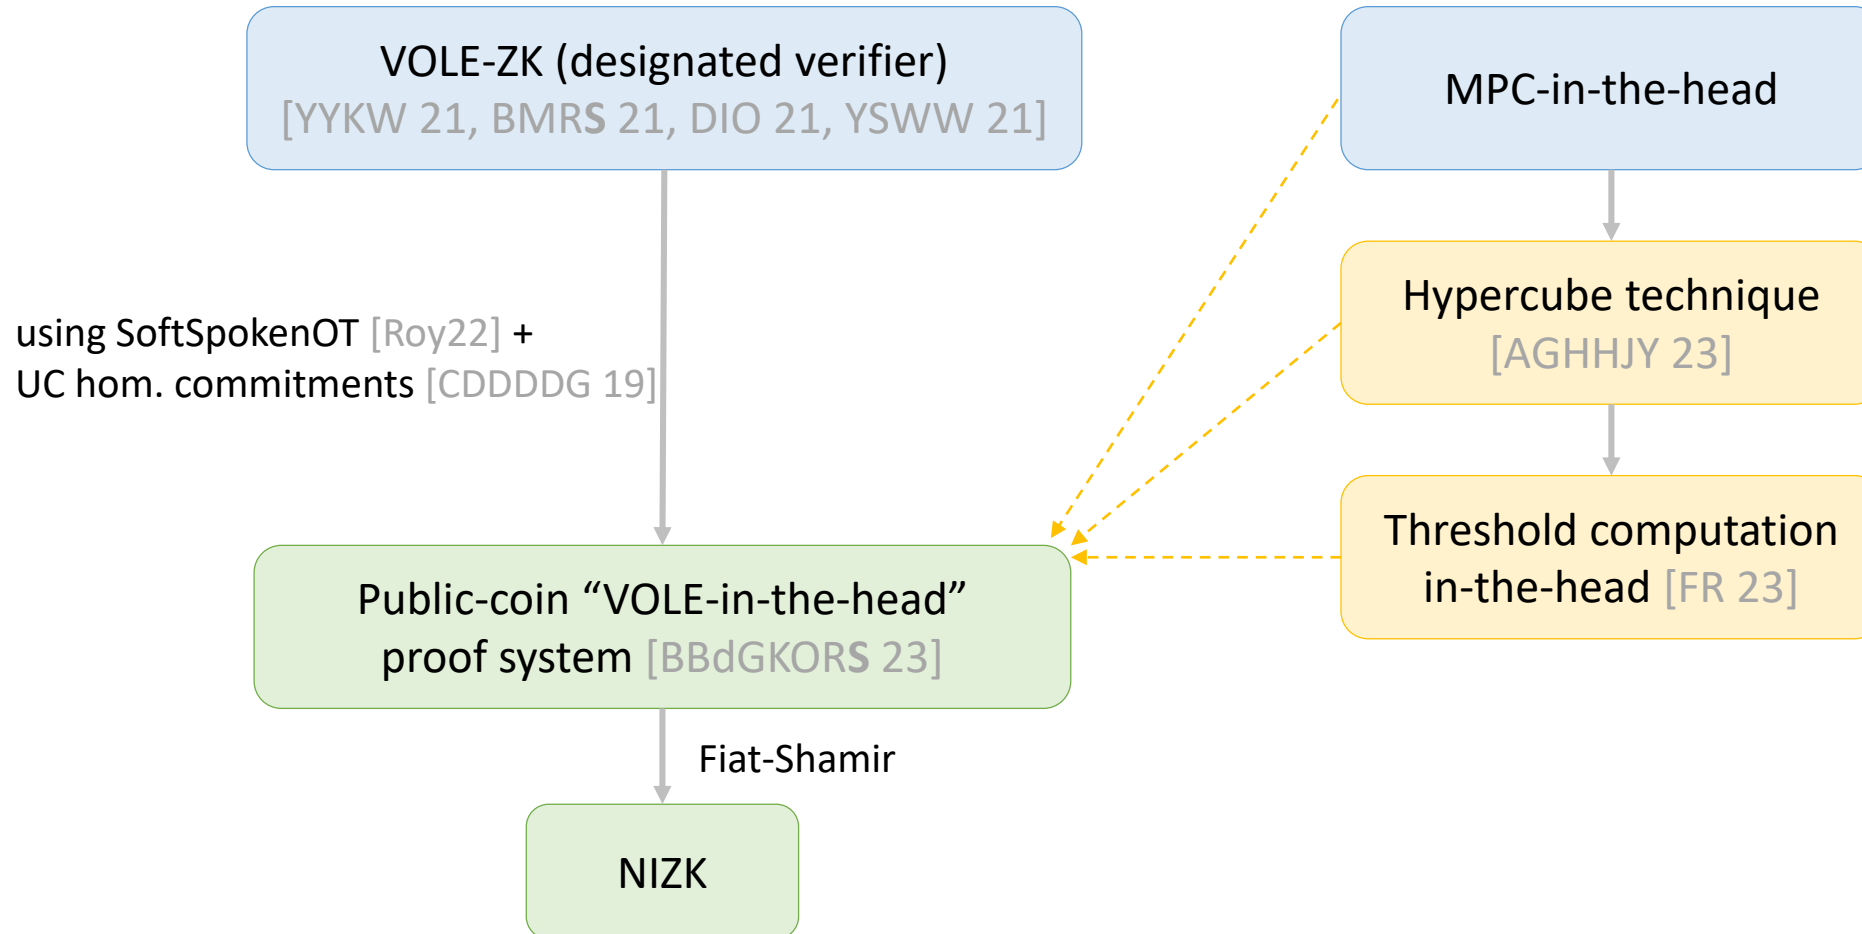 VOLE-ZK (designated verifier)
[YYKW 21, BMRS 21, DIO 21, YSWW 21]
MPC-in-the-head
Hypercube technique
[AGHHJY 23]
using SoftSpokenOT [Roy22] +
UC hom. commitments [CDDDDG 19]
Threshold computation
in-the-head [FR 23]
Public-coin “VOLE-in-the-head”
proof system [BBdGKORS 23]
Fiat-Shamir
NIZK